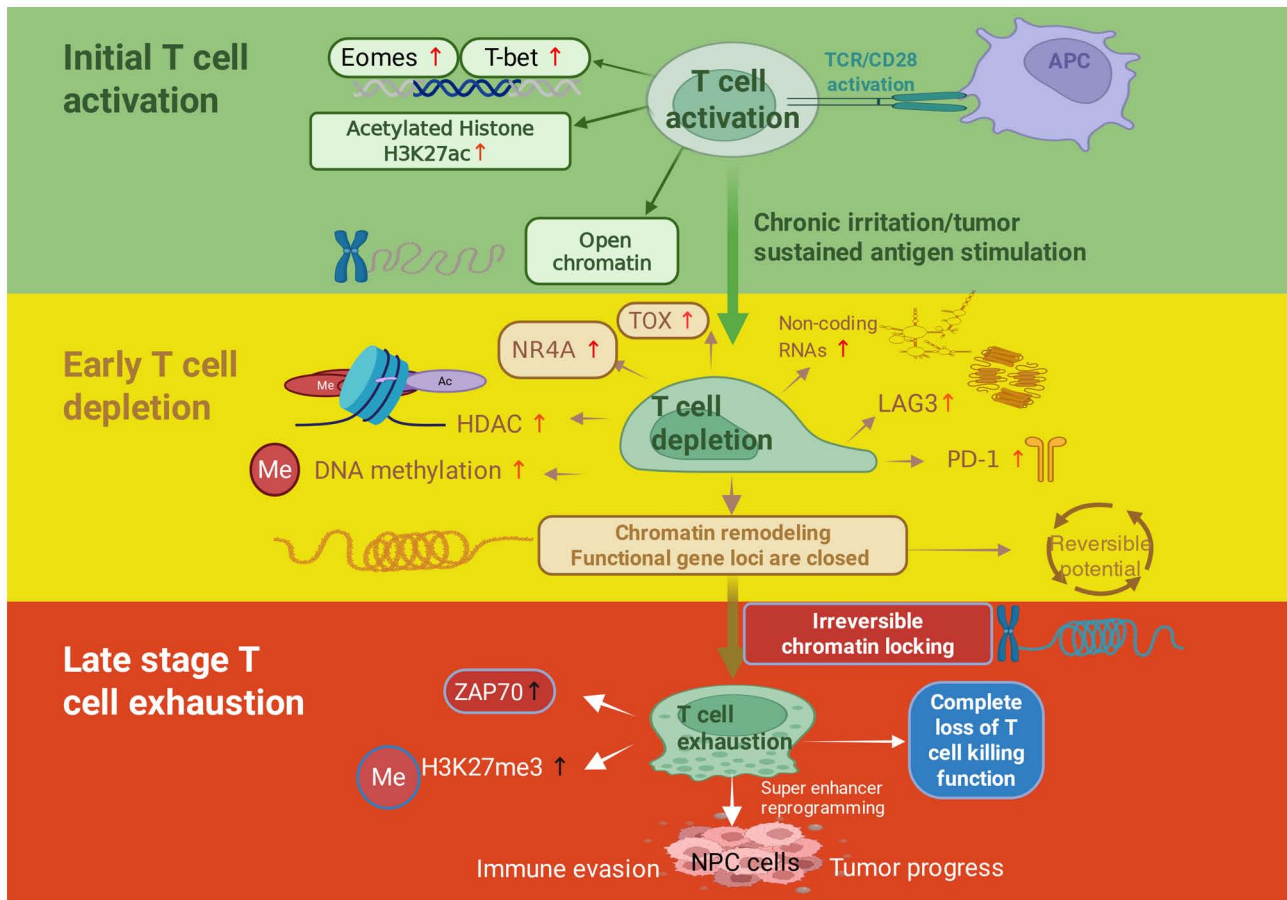 Initial T cell
activation
Eomes ↑
T-bet ↑
Acetylated Histone
H3K27ac ↑
T cell
activation
TCR/CD28
activation
APC
Open
chromatin
Chronic irritation/tumor
sustained antigen stimulation
Early T cell
depletion
NR4A ↑
TOX ↑
Non-coding
RNAs ↑
Me
Ac
HDAC ↑
T cell
depletion
LAG3 ↑
Me
DNA methylation ↑
PD-1 ↑
Chromatin remodeling
Functional gene loci are closed
Reversible
potential
Late stage T
cell exhaustion
Irreversible
chromatin locking
ZAP70 ↑
T cell
exhaustion
Complete
loss of T
cell killing
function
Me
H3K27me3 ↑
Super enhancer
reprogramming
Immune evasion
NPC cells
Tumor progress